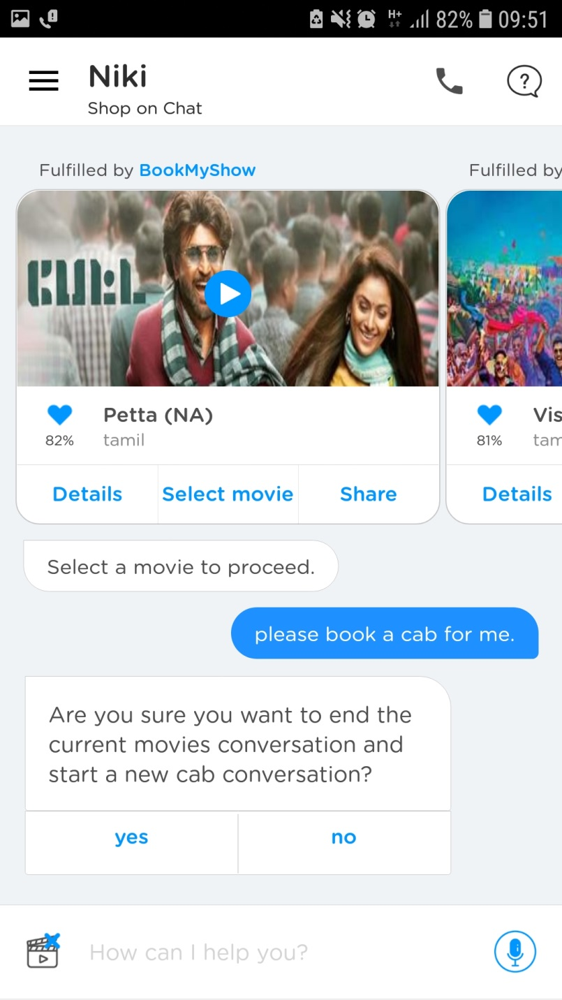 H+ 82% 09:51
Niki
Shop on Chat
?
Fulfilled by BookMyShow
Fulfilled by
பேட்ட
82%
Petta (NA)
tamil
81%
Vis
tam
Details Select movie Share
Details
Select a movie to proceed.
please book a cab for me.
Are you sure you want to end the
current movies conversation and
start a new cab conversation?
yes no
How can I help you?